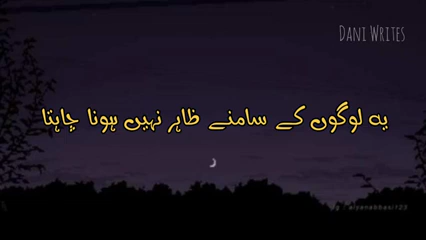 Dani Writes
یہ لوگوں کے سامنے ظاہر نہیں ہونا چاہتا